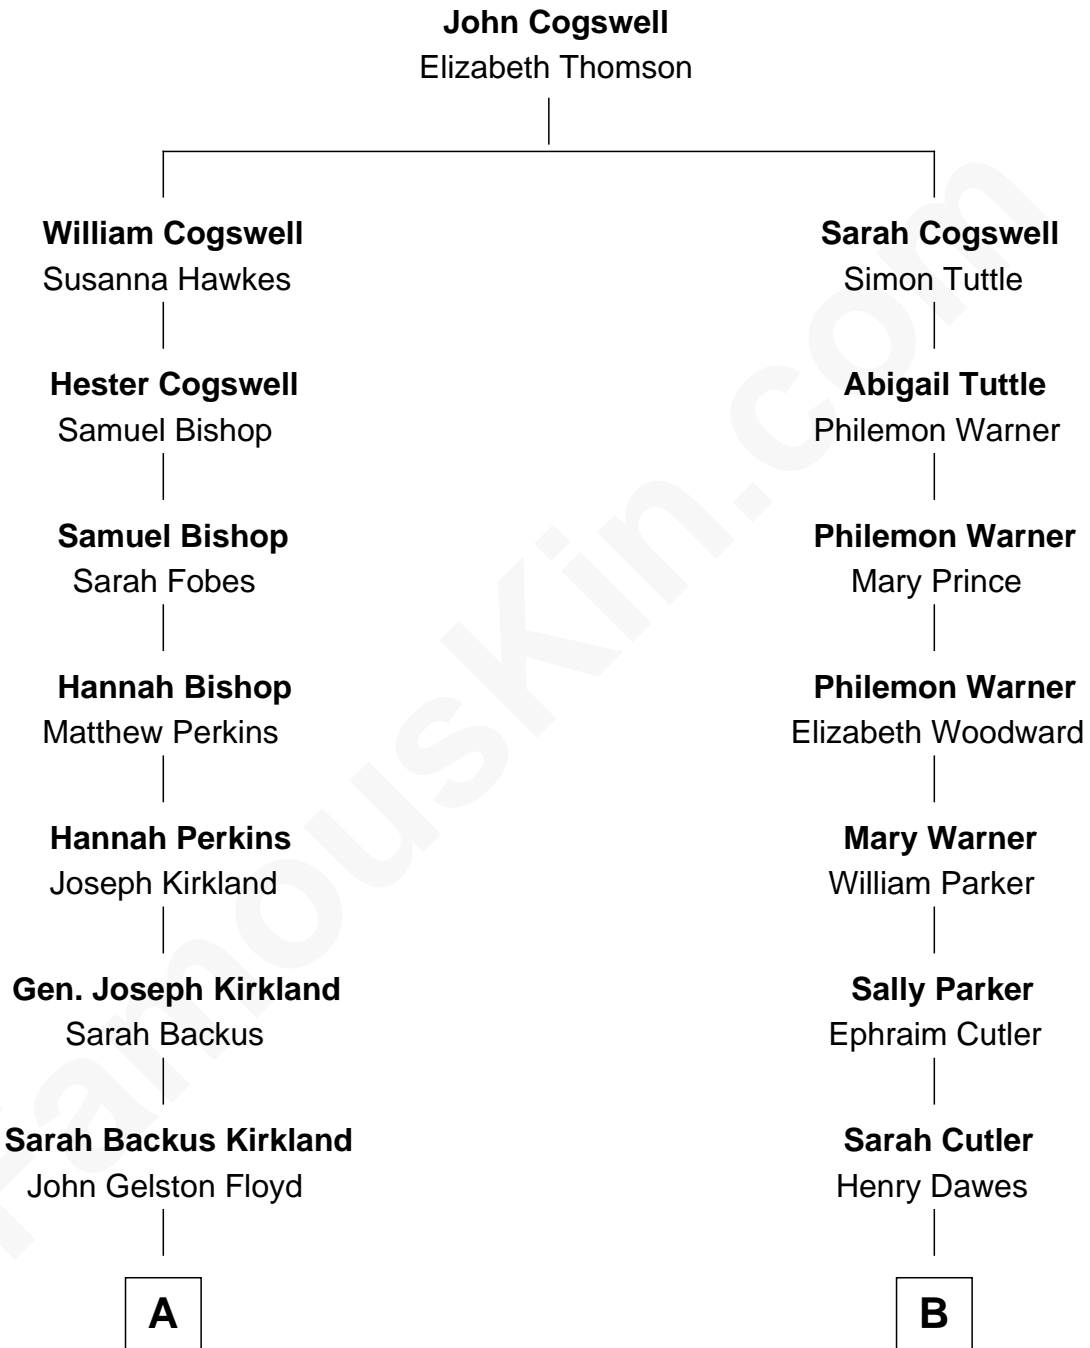 John Cogswell
Elizabeth Thomson
William Cogswell
Susanna Hawkes
Sarah Cogswell
Simon Tuttle
Hester Cogswell
Samuel Bishop
Abigail Tuttle
Philemon Warner
Samuel Bishop
Sarah Fobes
Philemon Warner
Mary Prince
Hannah Bishop
Matthew Perkins
Philemon Warner
Elizabeth Woodward
Hannah Perkins
Joseph Kirkland
Mary Warner
William Parker
Gen. Joseph Kirkland
Sarah Backus
Sally Parker
Ephraim Cutler
Sarah Backus Kirkland
John Gelston Floyd
Sarah Cutler
Henry Dawes
A
B
FamousKin.com